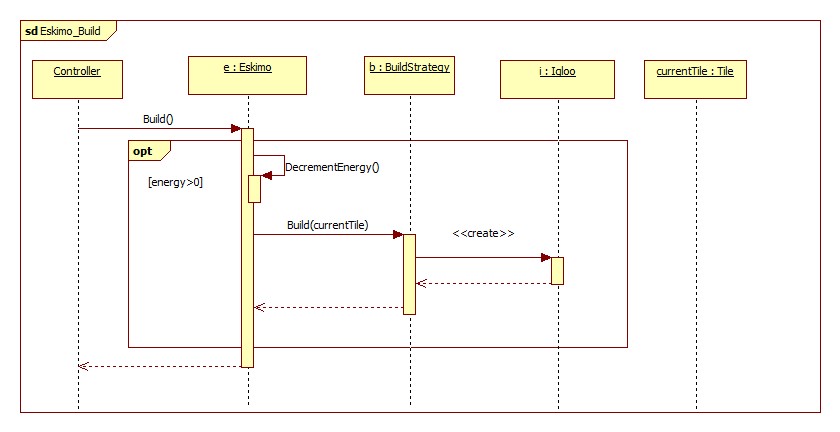 sd Eskimo_Build
Controller
e : Eskimo
b : BuildStrategy
i : Igloo
currentTile : Tile
Build()
opt
DecrementEnergy()
[energy>0]
Build(currentTile)
<<create>>